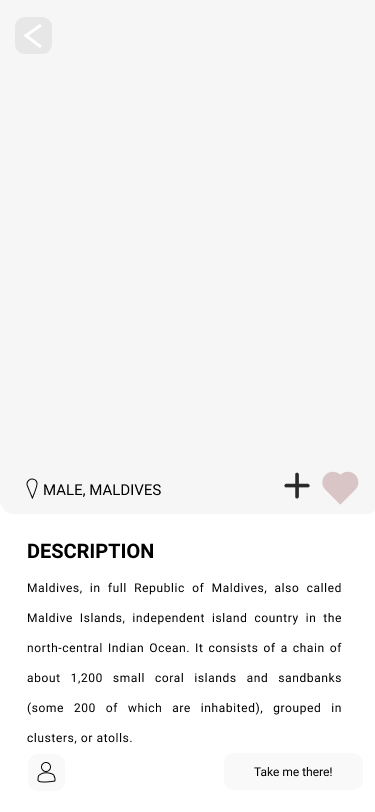 MALE, MALDIVES
DESCRIPTION
Maldives, in full Republic of Maldives, also called
Maldive Islands, independent island country in the
north-central Indian Ocean. It consists of a chain of
about 1,200 small coral islands and sandbanks
(some 200 of which are inhabited), grouped in
clusters, or atolls.
Take me there!